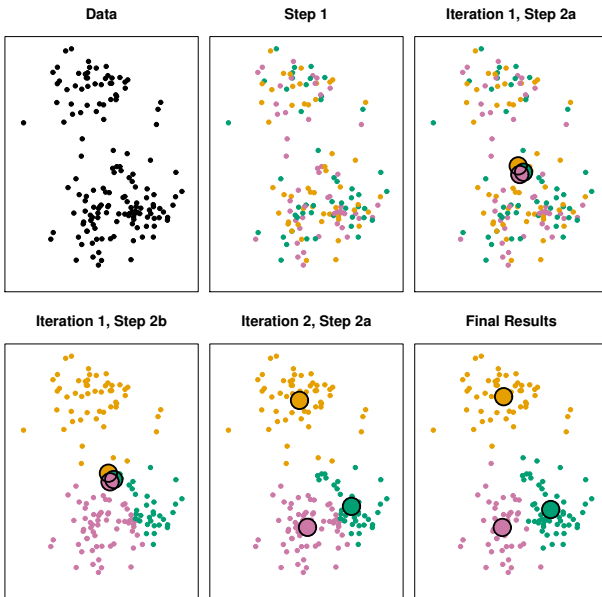 Data
Step 1
Iteration 1, Step 2a
Iteration 1, Step 2b
Iteration 2, Step 2a
Final Results